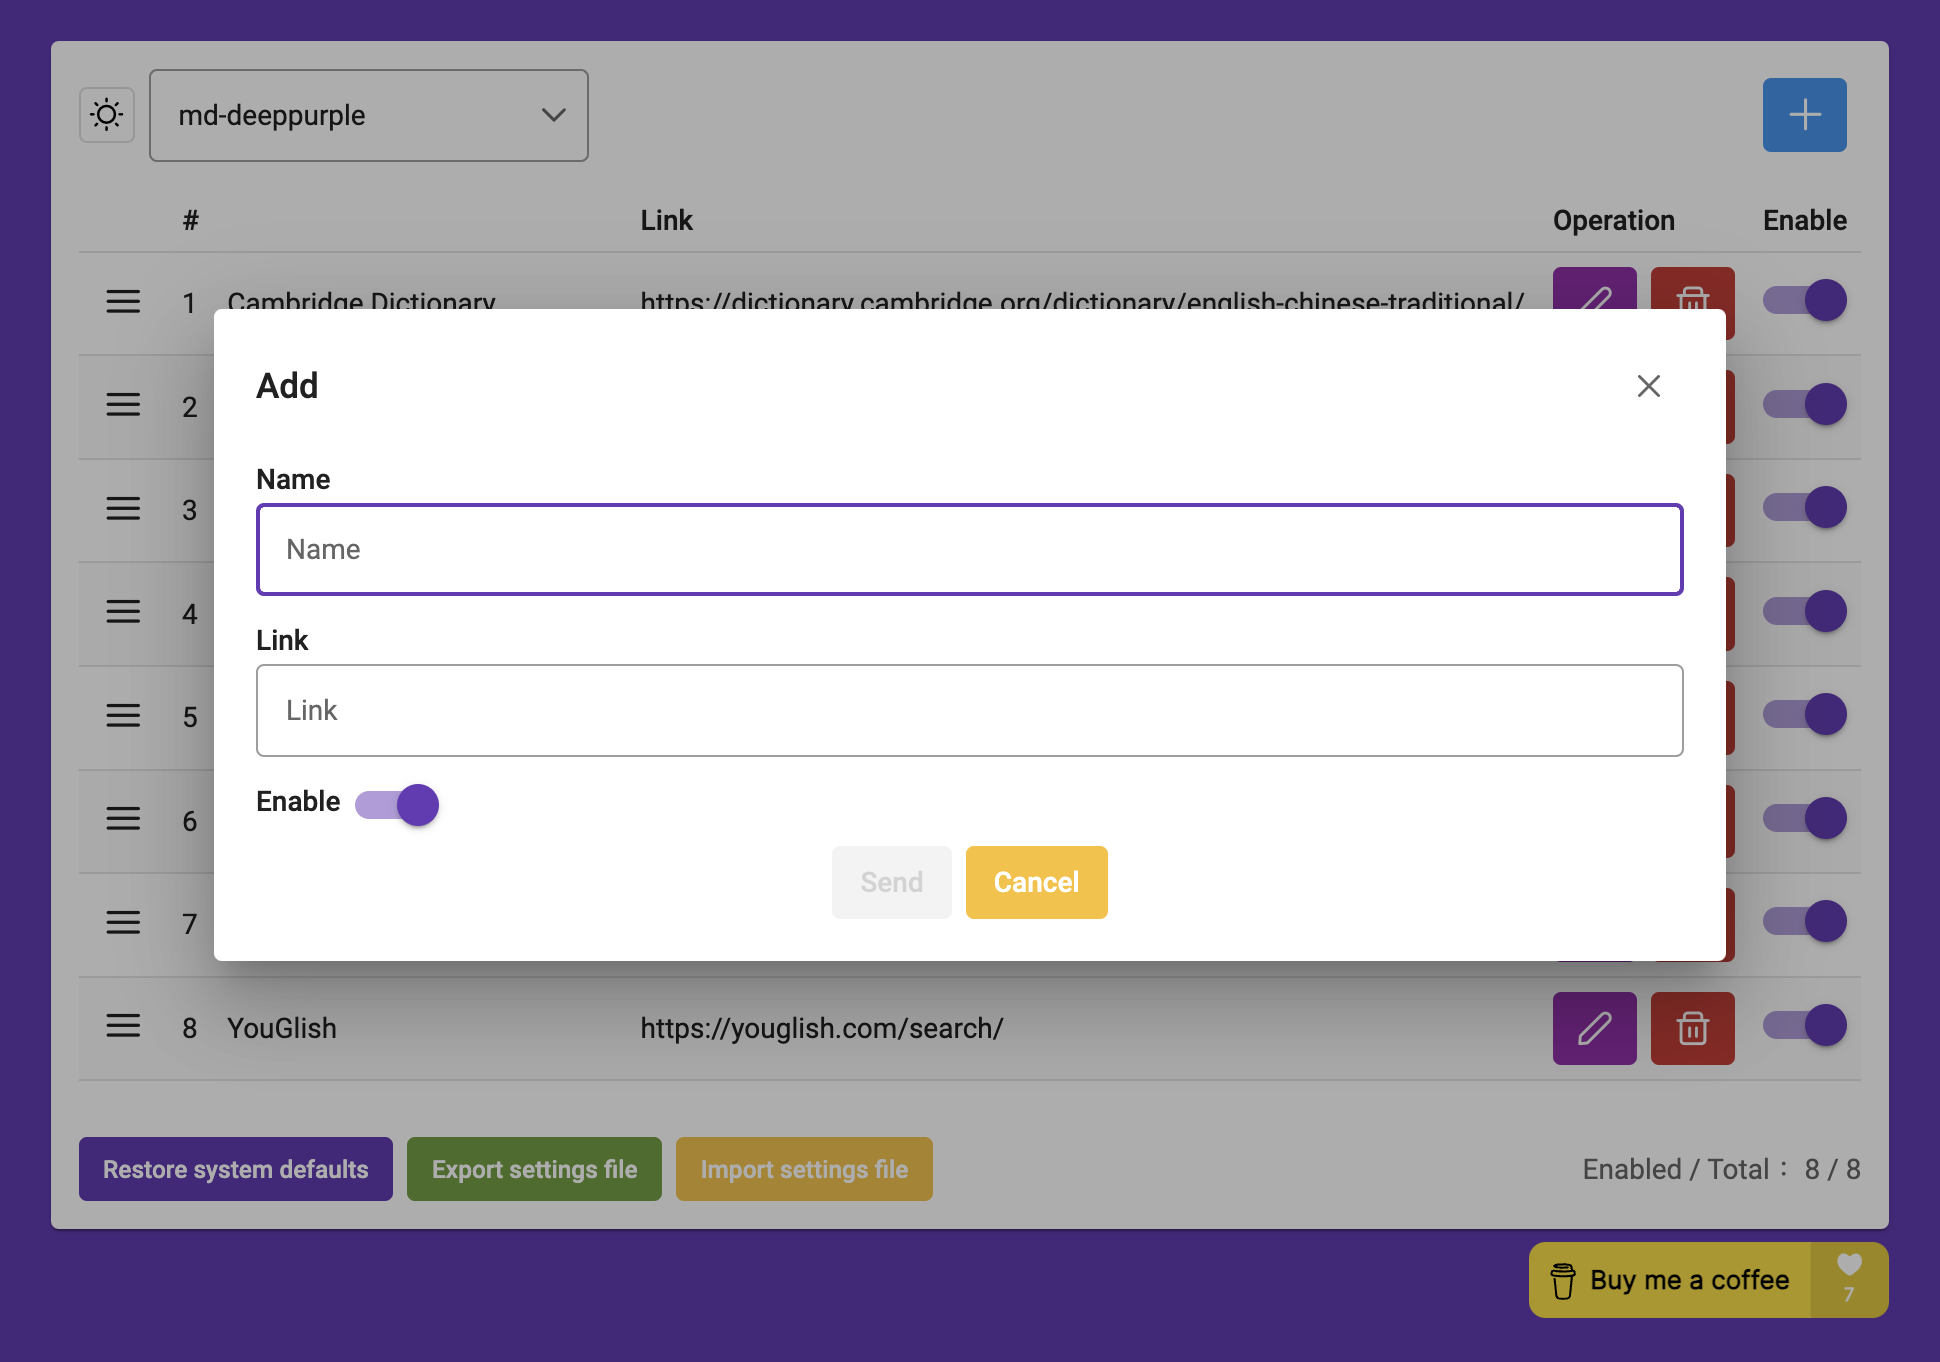 md-deeppurple
# Link Operation Enable
1 Cambridge Dictionary https://dictionary.cambridge.org/dictionary/english-chinese-traditional/
Add
Name
Name
Link
Link
Enable
Send Cancel
2
3
4
5
6
7
8 YouGlish https://youglish.com/search/
Restore system defaults Export settings file Import settings file Enabled / Total： 8 / 8
Buy me a coffee 7